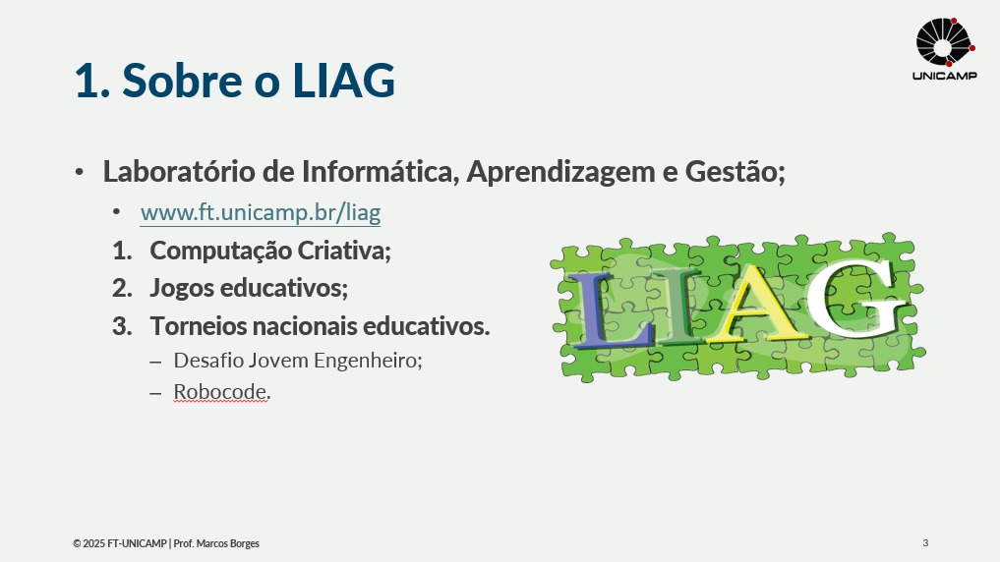 UNICAMP
1. Sobre o LIAG
• Laboratório de Informática, Aprendizagem e Gestão;
• www.ft.unicamp.br/liag
1. Computação Criativa;
2. Jogos educativos;
3. Torneios nacionais educativos.
– Desafio Jovem Engenheiro;
– Robocode.
LIAG
© 2025 FT-UNICAMP | Prof. Marcos Borges
3